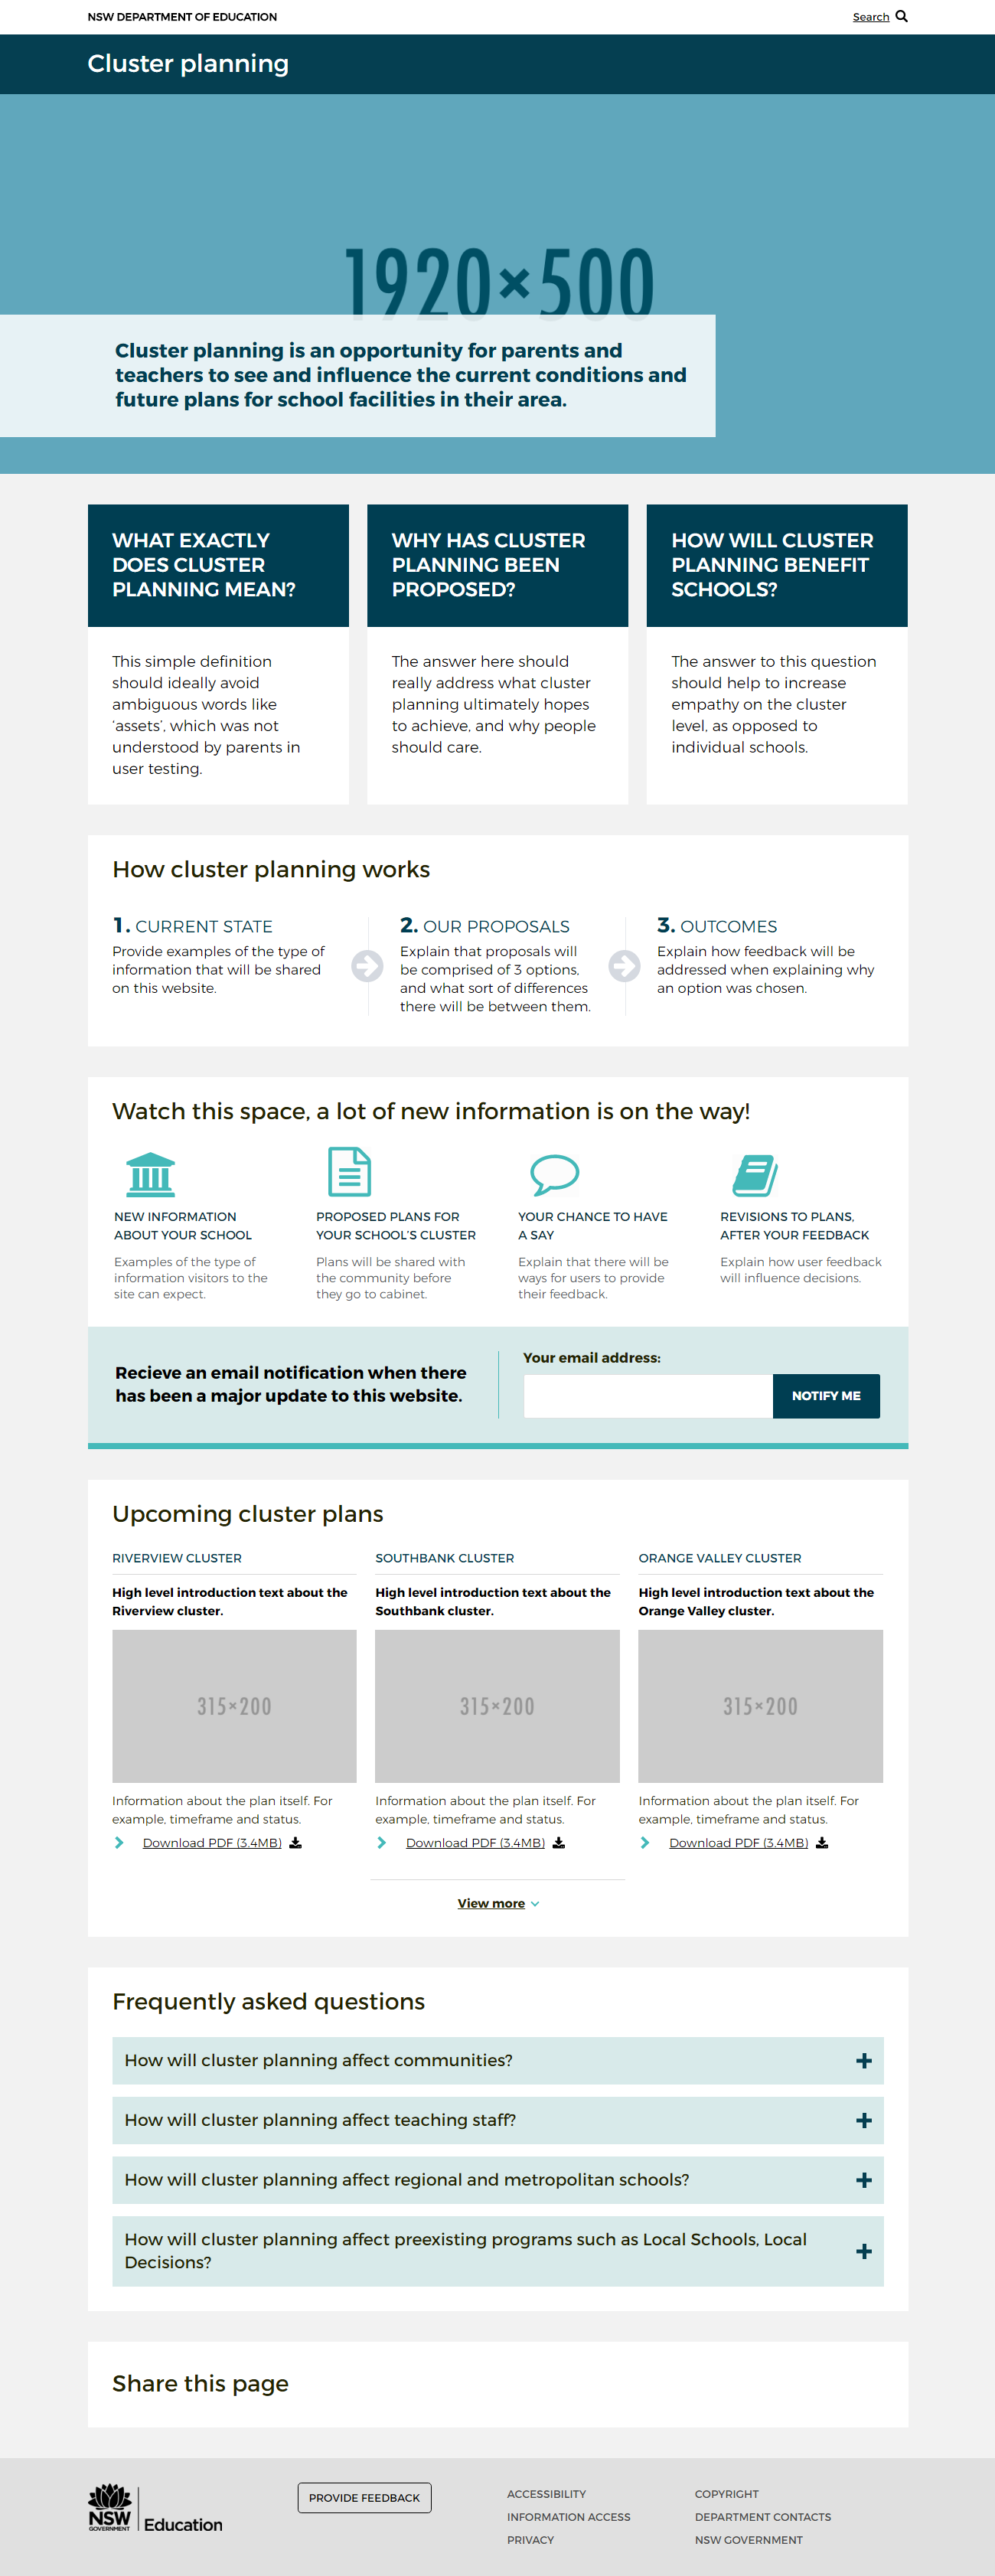 NSW DEPARTMENT OF EDUCATION
Search
Cluster planning
1920×500
Cluster planning is an opportunity for parents and
teachers to see and influence the current conditions and
future plans for school facilities in their area.
WHAT EXACTLY
DOES CLUSTER
PLANNING MEAN?
This simple definition
should ideally avoid
ambiguous words like
‘assets’, which was not
understood by parents in
user testing.
WHY HAS CLUSTER
PLANNING BEEN
PROPOSED?
The answer here should
really address what cluster
planning ultimately hopes
to achieve, and why people
should care.
HOW WILL CLUSTER
PLANNING BENEFIT
SCHOOLS?
The answer to this question
should help to increase
empathy on the cluster
level, as opposed to
individual schools.
How cluster planning works
1. CURRENT STATE
Provide examples of the type of
information that will be shared
on this website.
2. OUR PROPOSALS
Explain that proposals will
be comprised of 3 options,
and what sort of differences
there will be between them.
3. OUTCOMES
Explain how feedback will be
addressed when explaining why
an option was chosen.
Watch this space, a lot of new information is on the way!
NEW INFORMATION
ABOUT YOUR SCHOOL
Examples of the type of
information visitors to the
site can expect.
PROPOSED PLANS FOR
YOUR SCHOOL’S CLUSTER
Plans will be shared with
the community before
they go to cabinet.
YOUR CHANCE TO HAVE
A SAY
Explain that there will be
ways for users to provide
their feedback.
REVISIONS TO PLANS,
AFTER YOUR FEEDBACK
Explain how user feedback
will influence decisions.
Recieve an email notification when there
has been a major update to this website.
Your email address:
NOTIFY ME
Upcoming cluster plans
RIVERVIEW CLUSTER
High level introduction text about the
Riverview cluster.
315×200
Information about the plan itself. For
example, timeframe and status.
Download PDF (3.4MB)
SOUTHBANK CLUSTER
High level introduction text about the
Southbank cluster.
315×200
Information about the plan itself. For
example, timeframe and status.
Download PDF (3.4MB)
ORANGE VALLEY CLUSTER
High level introduction text about the
Orange Valley cluster.
315×200
Information about the plan itself. For
example, timeframe and status.
Download PDF (3.4MB)
View more
Frequently asked questions
How will cluster planning affect communities?
How will cluster planning affect teaching staff?
How will cluster planning affect regional and metropolitan schools?
How will cluster planning affect preexisting programs such as Local Schools, Local
Decisions?
Share this page
NSW
GOVERNMENT
Education
PROVIDE FEEDBACK
ACCESSIBILITY
INFORMATION ACCESS
PRIVACY
COPYRIGHT
DEPARTMENT CONTACTS
NSW GOVERNMENT